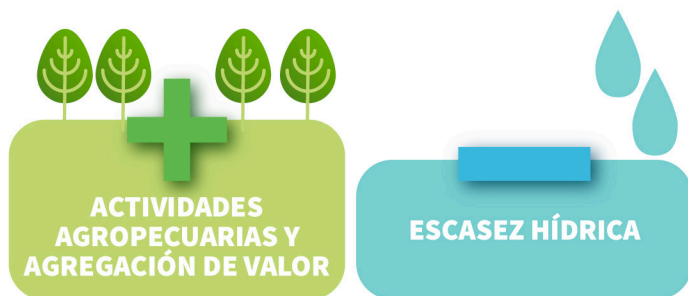 ACTIVIDADES
AGROPECUARIAS Y
AGREGACIÓN DE VALOR
ESCASEZ HÍDRICA